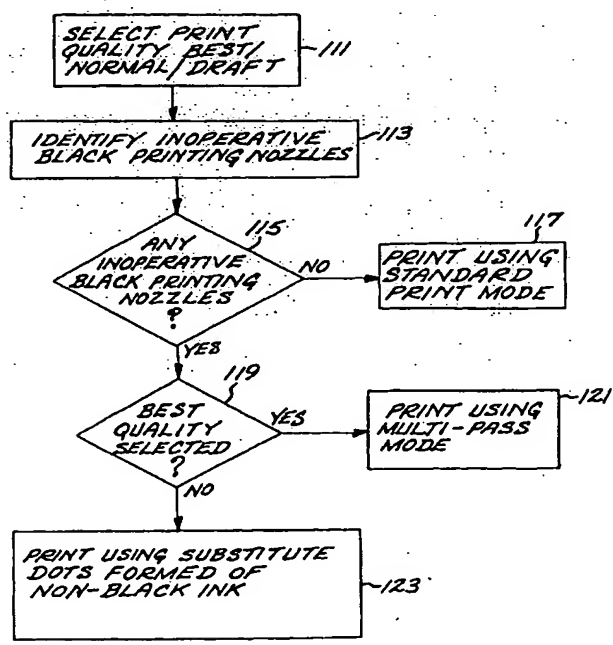 SELECT PRINT
QUALITY BEST/
NORMAL/DRAFT
111
IDENTIFY INOPERATIVE
BLACK PRINTING NOZZLES
113
115
ANY
INOPERATIVE
BLACK PRINTING
NOZZLES
?
NO
117
PRINT USING
STANDARD
PRINT MODE
YES
119
BEST
QUALITY
SELECTED
?
YES
121
PRINT USING
MULTI-PASS
MODE
NO
PRINT USING SUBSTITUTE
DOTS FORMED OF
NON-BLACK INK
123